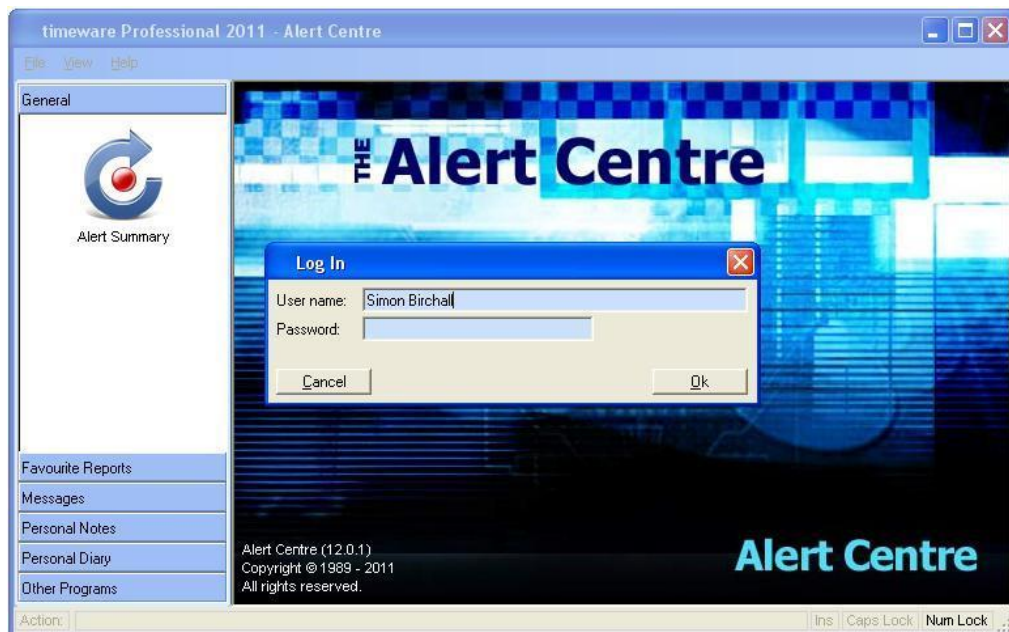 timeware Professional 2011 - Alert Centre
File View Help
General
Alert Summary
THE Alert Centre
Log In
User name: Simon Birchall
Password:
Cancel Ok
Favourite Reports
Messages
Personal Notes
Personal Diary
Other Programs
Alert Centre (12.0.1)
Copyright © 1989 - 2011
All rights reserved.
Alert Centre
Action: Ins Caps Lock Num Lock